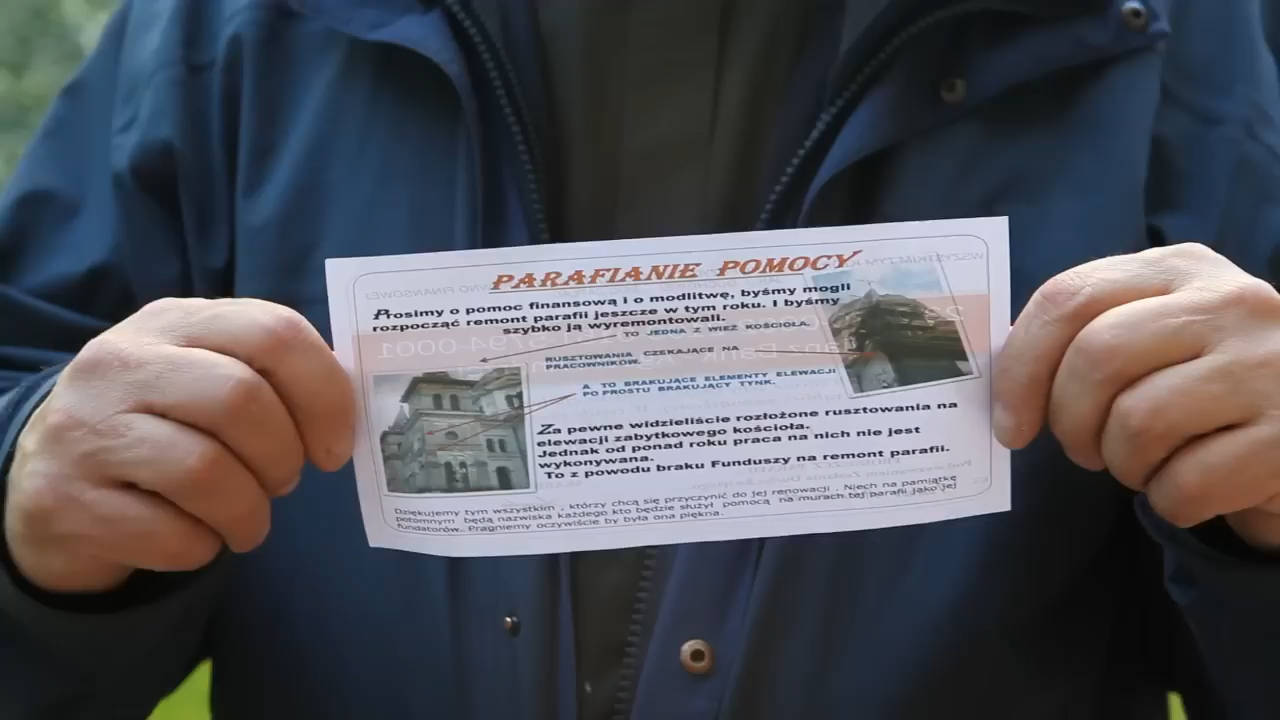 PARAFIANIE POMOCY
Prosimy o pomoc finansową i o modlitwę, byśmy mogli
rozpocząć remont parafii jeszcze w tym roku. I byśmy
szybko ją wyremontowali.
TO JEDNA Z WIEŻ KOŚCIOŁA.
RUSZTOWANIA CZEKAJĄCE NA
PRACOWNIKÓW.
A TO BRAKUJĄCE ELEMENTY ELEWACJI
PO PROSTU BRAKUJĄCY TYNK.
Za pewne widzieliście rozłożone rusztowania na
elewacji zabytkowego kościoła.
Jednak od ponad roku praca na nich nie jest
wykonywana.
To z powodu braku Funduszy na remont parafii.
Dziękujemy tym wszystkim , którzy chcą się przyczynić do jej renowacji . Niech na pamiątkę
potomnym będą nazwiska każdego kto będzie służył pomocą na murach tej parafii jako jej
fundatorów. Pragniemy oczywiście by była ona piękna.